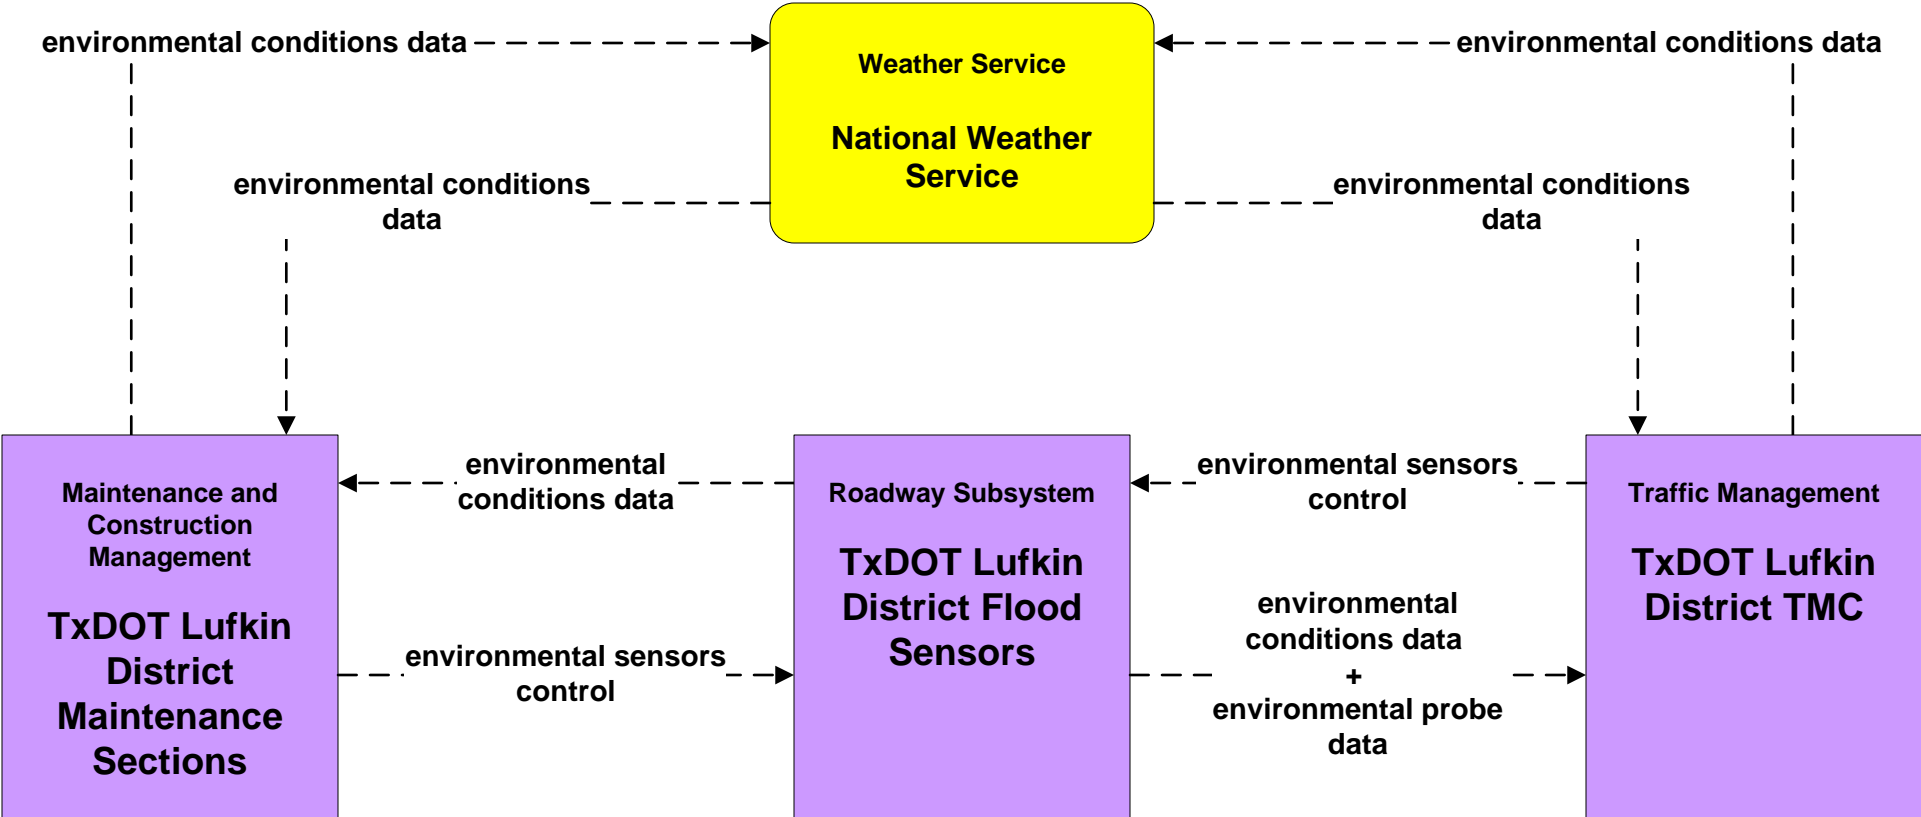 environmental conditions data
Weather Service
National Weather
Service
environmental conditions data
environmental conditions
data
environmental conditions
data
Maintenance and
Construction
Management
TxDOT Lufkin
District
Maintenance
Sections
environmental
conditions data
environmental sensors
control
Roadway Subsystem
TxDOT Lufkin
District Flood
Sensors
environmental sensors
control
environmental
conditions data
+
environmental probe
data
Traffic Management
TxDOT Lufkin
District TMC